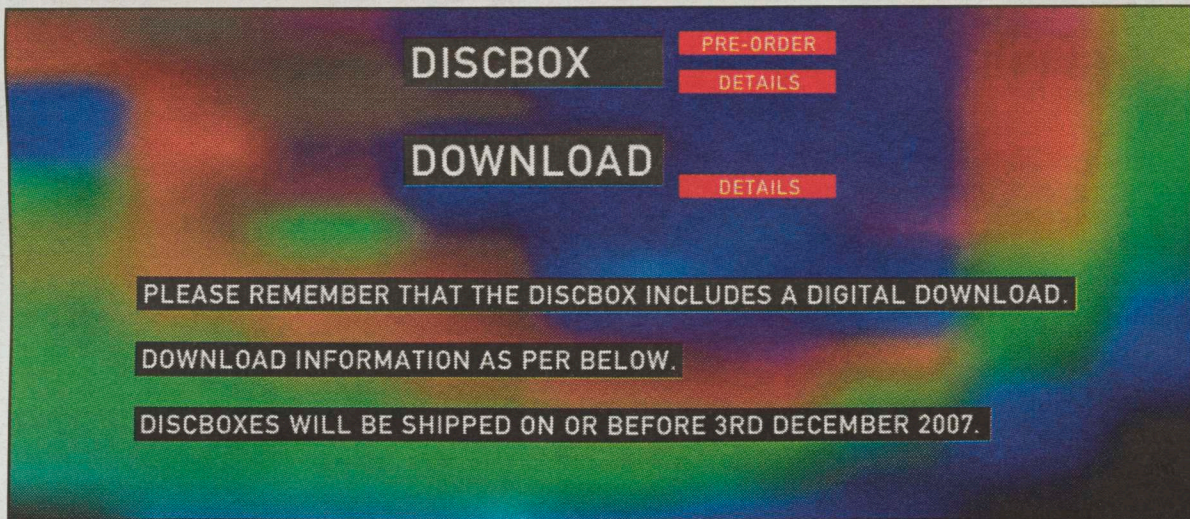 DISCBOX
PRE-ORDER
DETAILS
DOWNLOAD
DETAILS
PLEASE REMEMBER THAT THE DISCBOX INCLUDES A DIGITAL DOWNLOAD.
DOWNLOAD INFORMATION AS PER BELOW.
DISCBOXES WILL BE SHIPPED ON OR BEFORE 3RD DECEMBER 2007.